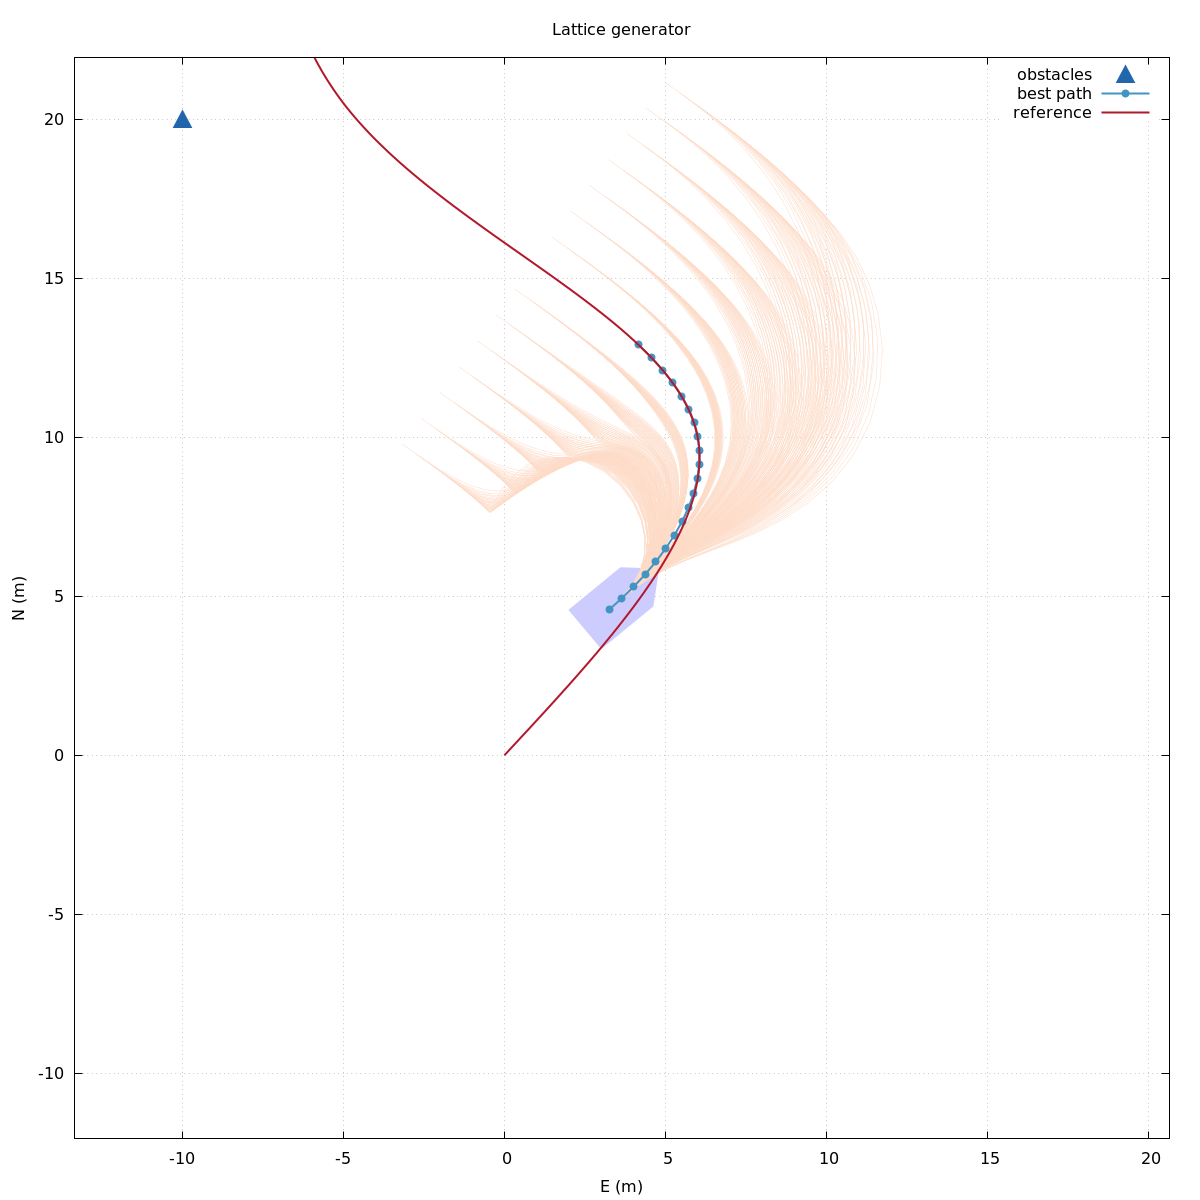 Lattice generator
obstacles
best path
reference
20
15
10
5
0
-5
-10
N (m)
-10 -5 0 5 10 15 20
E (m)